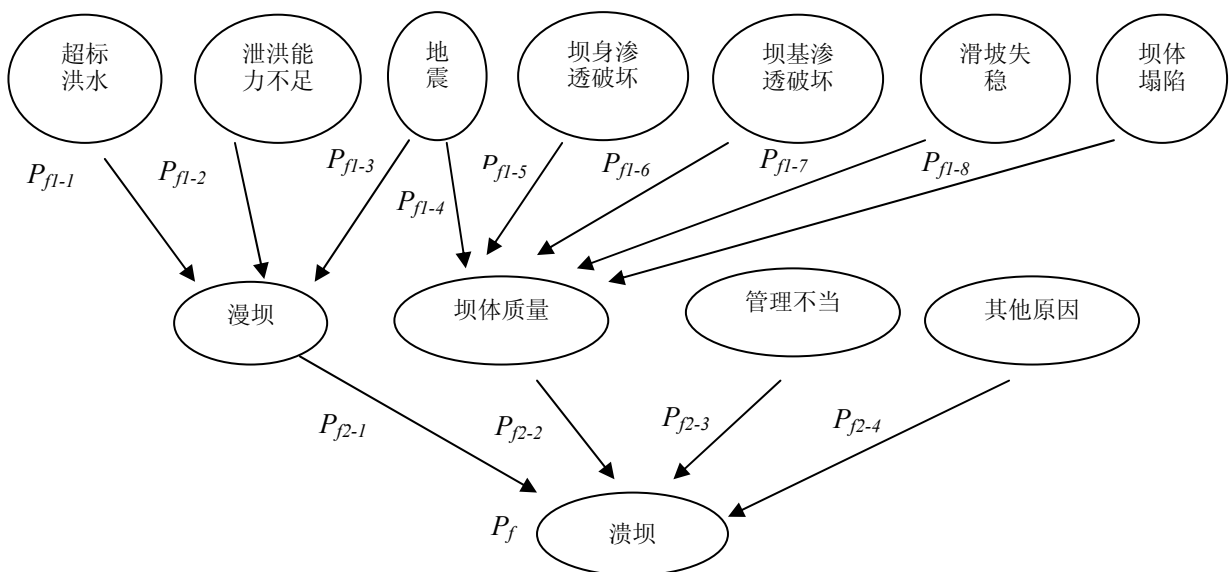 超标
洪水
泄洪能
力不足
地
震
坝身渗
透破坏
坝基渗
透破坏
滑坡失
稳
坝体
塌陷
Pf1-1
Pf1-2
Pf1-3
Pf1-4
Pf1-5
Pf1-6
Pf1-7
Pf1-8
漫坝
坝体质量
管理不当
其他原因
Pf2-1
Pf2-2
Pf2-3
Pf2-4
Pf
溃坝